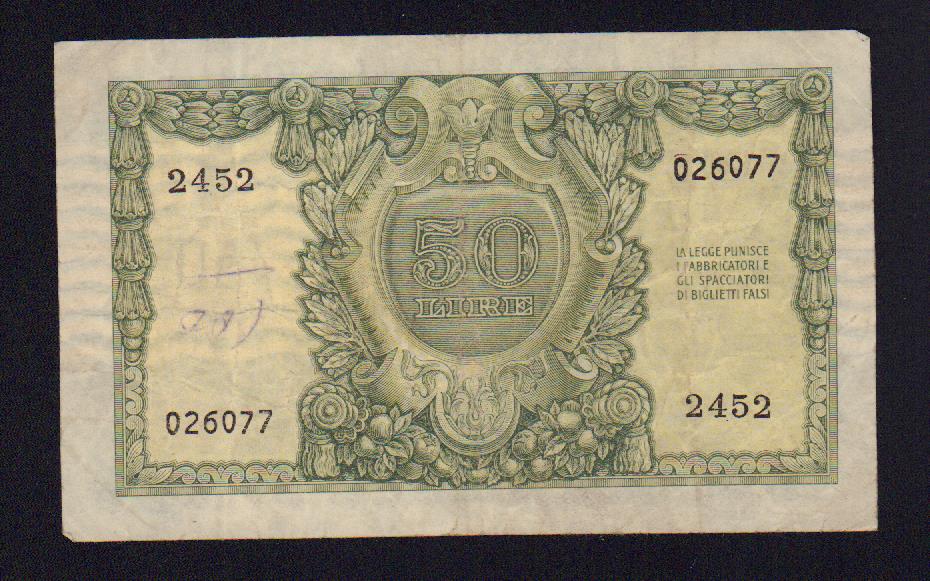 2452
026077
50
LIRE
LA LEGGE PUNISCE
I FABBRICATORI E
GLI SPACCIATORI
DI BIGLIETTI FALSI
026077
2452